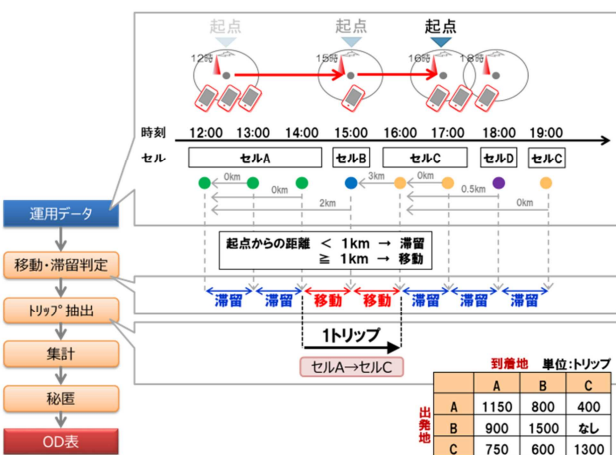 起点
起点
起点
12時
15時
16時
18時
時刻
12:00 13:00 14:00 15:00 16:00 17:00 18:00 19:00
セル
セルA
セルB
セルC
セルD
セルC
0km
3km
0km
0km
0.5km
2km
0km
起点からの距離 < 1km → 滞留
≧ 1km → 移動
滞留 滞留 移動 移動 滞留 滞留 滞留
1トリップ
セルA→セルC
運用データ
移動・滞留判定
トリップ抽出
集計
秘匿
OD表
到着地 単位:トリップ
出発地
A B C
A 1150 800 400
B 900 1500 なし
C 750 600 1300